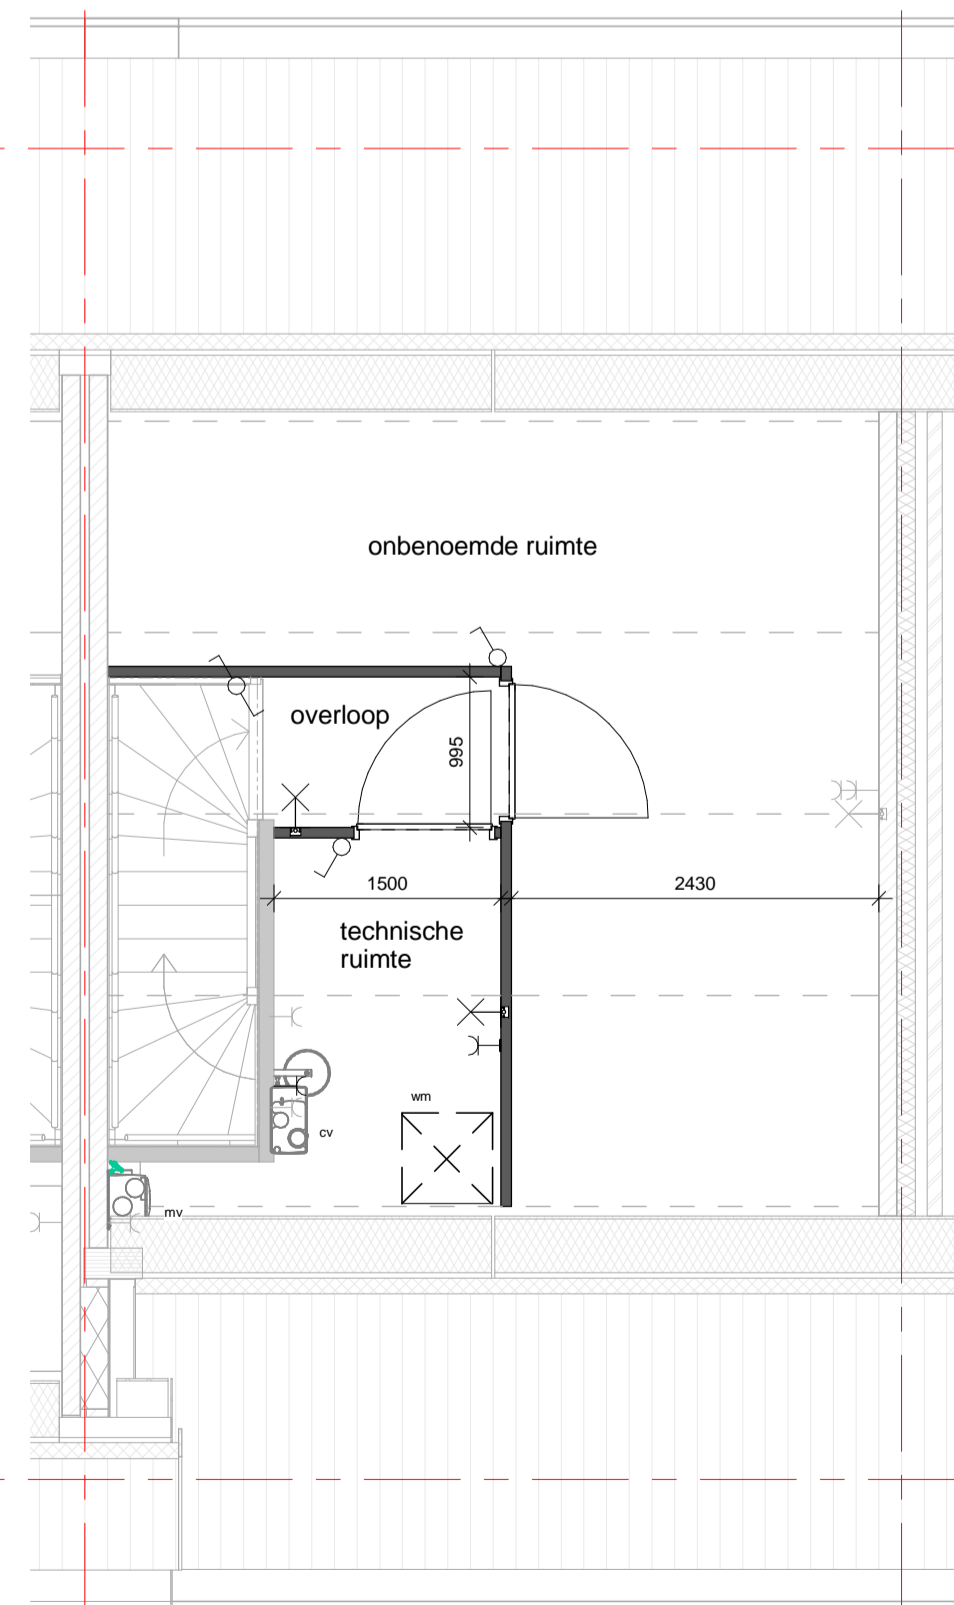 onbenoemde ruimte
overloop
995
1500
2430
technische
ruimte
wm
cv
mv